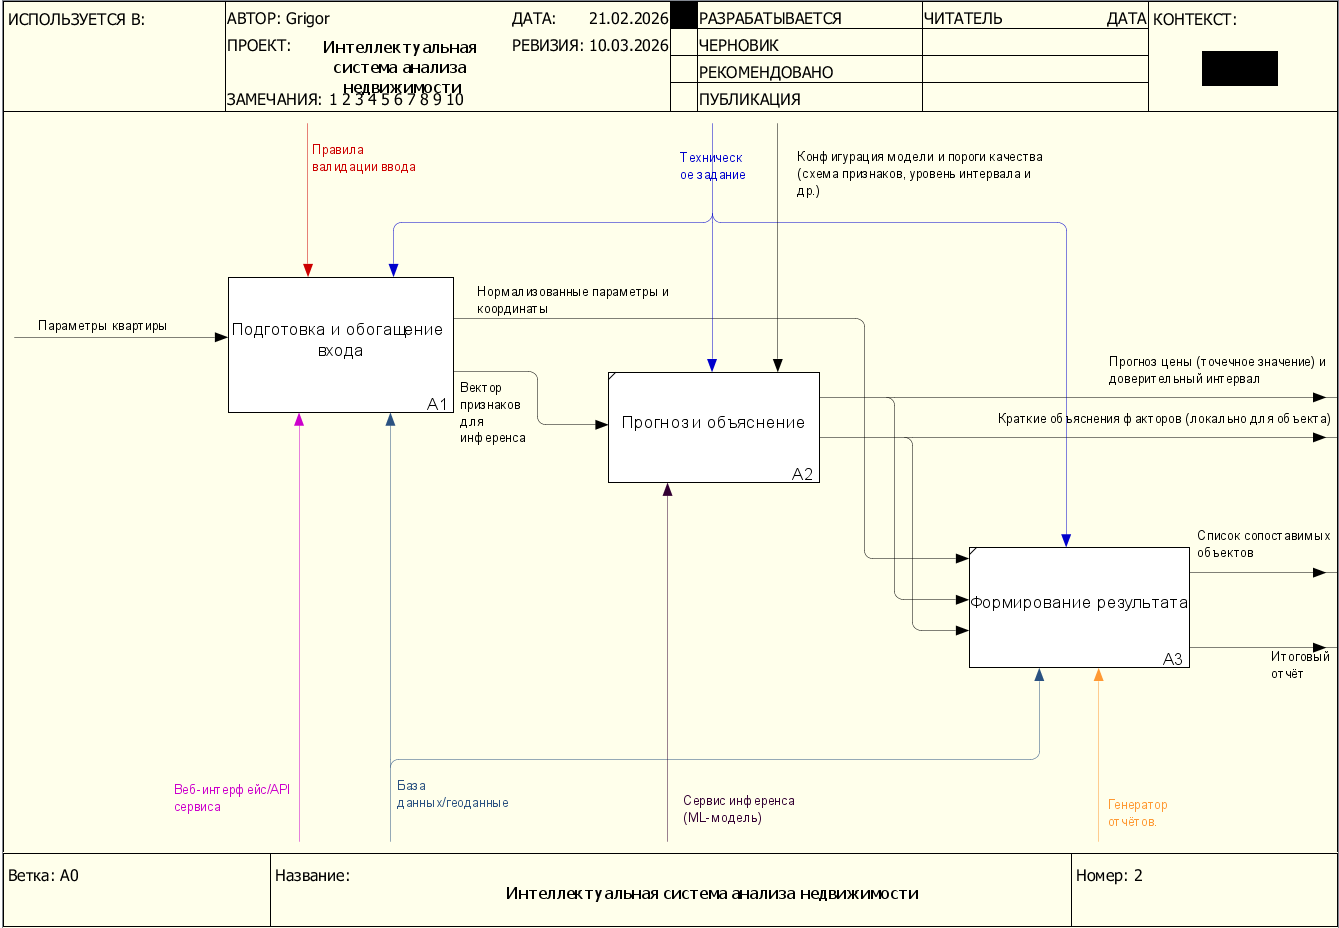 ИСПОЛЬЗУЕТСЯ В:
АВТОР: Grigor
ДАТА: 21.02.2026
ПРОЕКТ: Интеллектуальная
система анализа
недвижимости
РЕВИЗИЯ: 10.03.2026
ЗАМЕЧАНИЯ: 1 2 3 4 5 6 7 8 9 10
РАЗРАБАТЫВАЕТСЯ
ЧЕРНОВИК
РЕКОМЕНДОВАНО
ПУБЛИКАЦИЯ
ЧИТАТЕЛЬ ДАТА
КОНТЕКСТ:
Правила
валидации ввода
Техническ
ое задание
Конфигурация модели и пороги качества
(схема признаков, уровень интервала и
др.)
Параметры квартиры
Подготовка и обогащение
входа
A1
Нормализованные параметры и
координаты
Вектор
признаков
для
инференса
Прогноз и объяснение
A2
Прогноз цены (точечное значение) и
доверительный интервал
Краткие объяснения факторов (локально для объекта)
Список сопоставимых
объектов
Формирование результата
A3
Итоговый
отчёт
Веб-интерфейс/API
сервиса
База
данных/геоданные
Сервис инференса
(ML-модель)
Генератор
отчётов.
Ветка: A0
Название:
Интеллектуальная система анализа недвижимости
Номер: 2